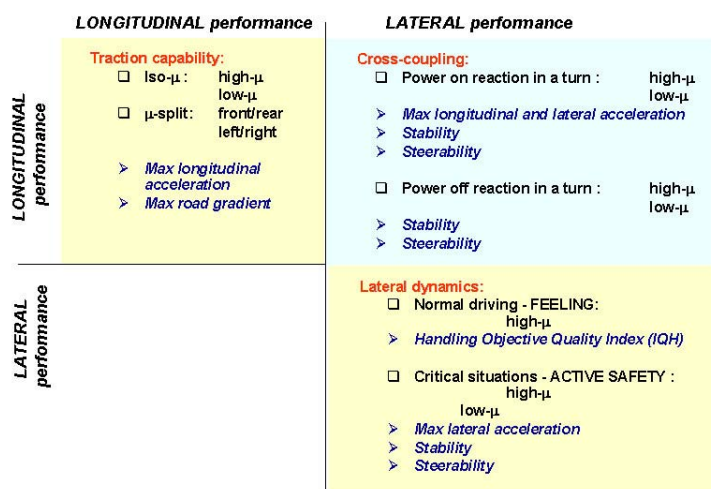 LONGITUDINAL performance
LATERAL performance
LONGITUDINAL
performance
Traction capability:
Iso-μ : high-μ
low-μ
μ-split: front/rear
left/right
Max longitudinal
acceleration
Max road gradient
Cross-coupling:
Power on reaction in a turn : high-μ
low-μ
Max longitudinal and lateral acceleration
Stability
Steerability
Power off reaction in a turn : high-μ
low-μ
Stability
Steerability
LATERAL
performance
Lateral dynamics:
Normal driving - FEELING:
high-μ
Handling Objective Quality Index (IQH)
Critical situations - ACTIVE SAFETY :
high-μ
low-μ
Max lateral acceleration
Stability
Steerability